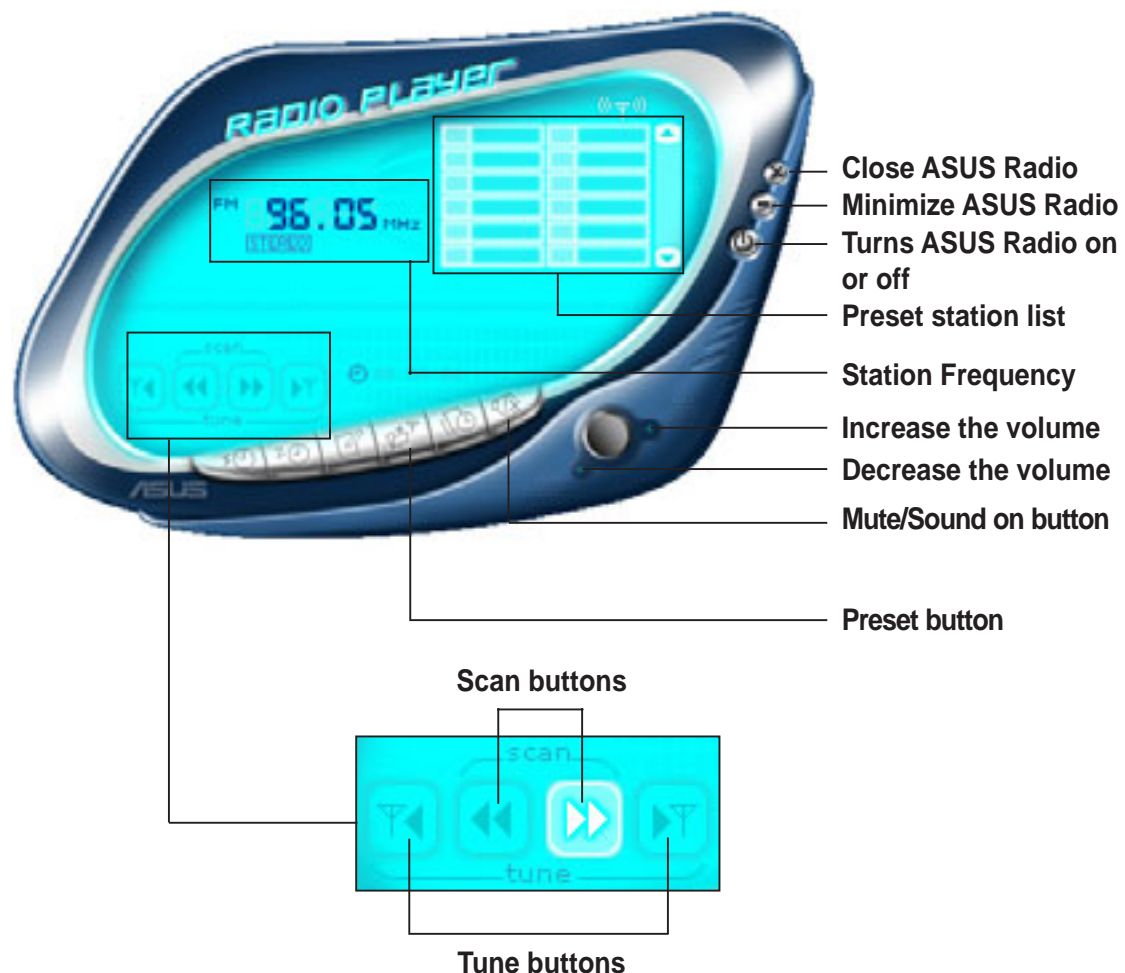 RADIO PLAYER
FM 96.05 MHz
STEREO
scan
tune
ASUS
Close ASUS Radio
Minimize ASUS Radio
Turns ASUS Radio on
or off
Preset station list
Station Frequency
Increase the volume
Decrease the volume
Mute/Sound on button
Preset button
Scan buttons
scan
tune
Tune buttons